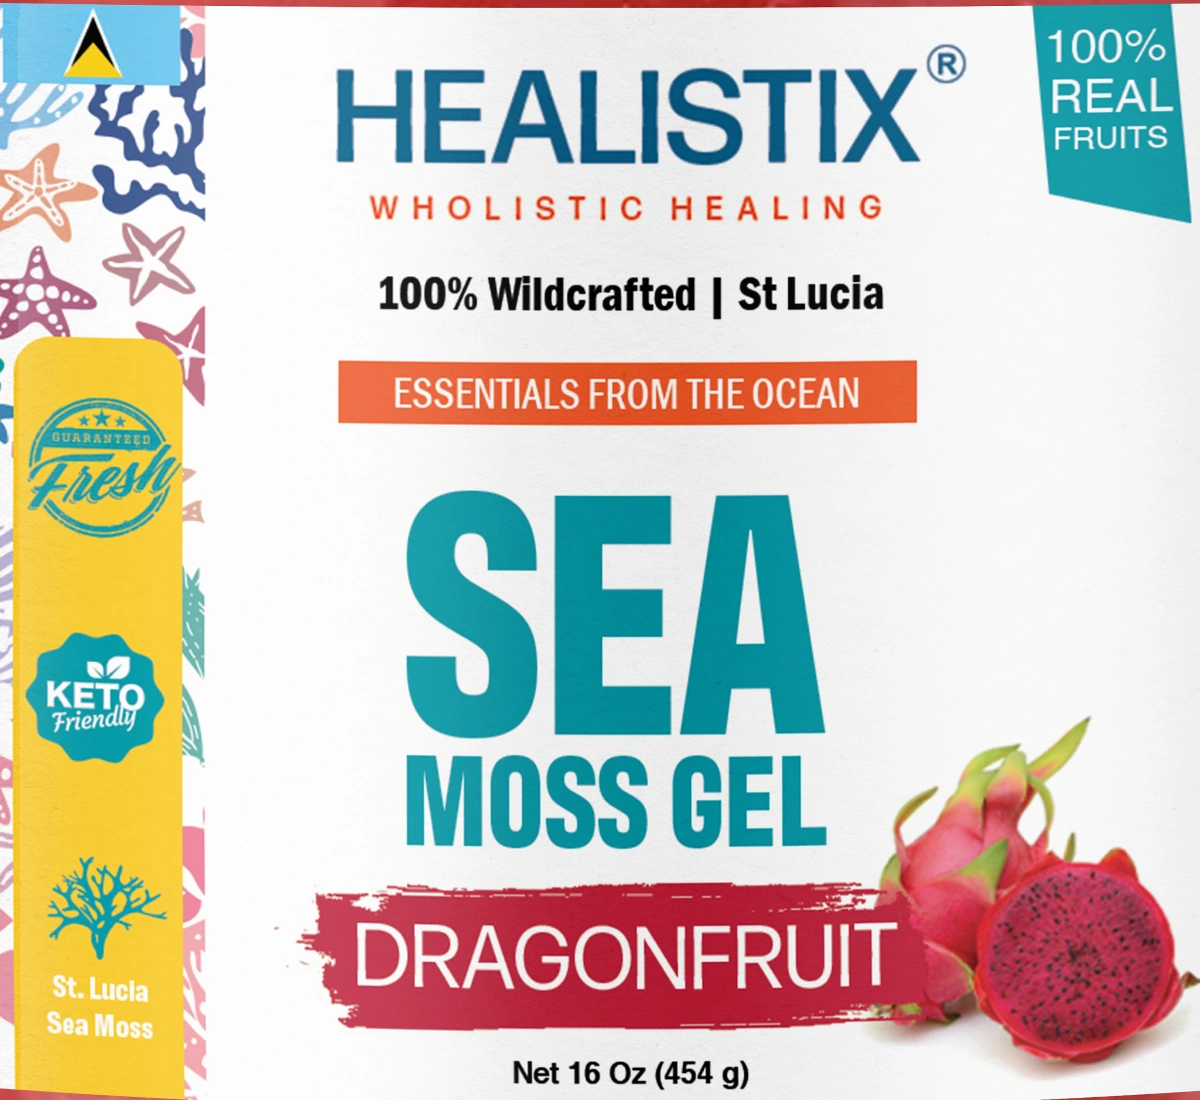 HEALISTIX®
WHOLISTIC HEALING
100% Wildcrafted | St Lucia
ESSENTIALS FROM THE OCEAN
SEA
MOSS GEL
DRAGONFRUIT
Net 16 Oz (454 g)
100%
REAL
FRUITS
GUARANTEED
Fresh
KETO
Friendly
St. Lucia
Sea Moss